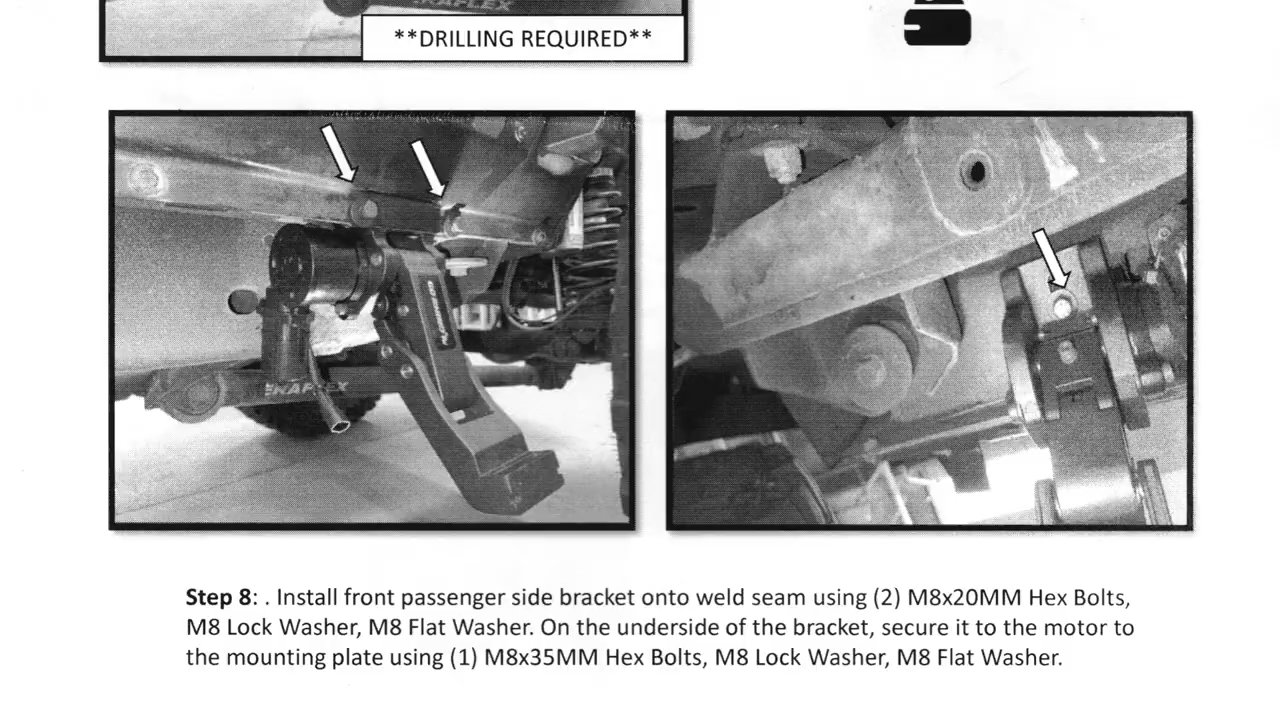 **DRILLING REQUIRED**
Step 8: . Install front passenger side bracket onto weld seam using (2) M8x20MM Hex Bolts,
M8 Lock Washer, M8 Flat Washer. On the underside of the bracket, secure it to the motor to
the mounting plate using (1) M8x35MM Hex Bolts, M8 Lock Washer, M8 Flat Washer.